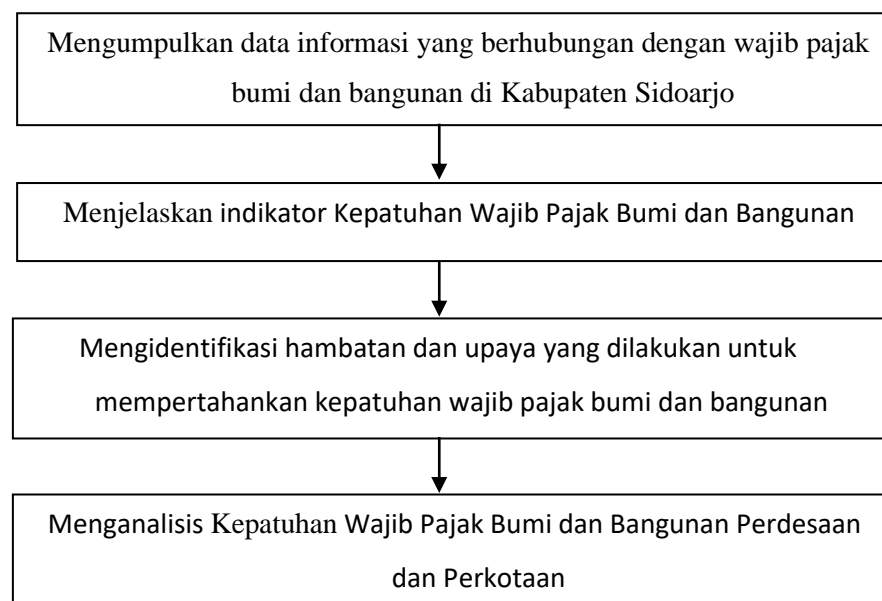 Mengumpulkan data informasi yang berhubungan dengan wajib pajak
bumi dan bangunan di Kabupaten Sidoarjo
Menjelaskan indikator Kepatuhan Wajib Pajak Bumi dan Bangunan
Mengidentifikasi hambatan dan upaya yang dilakukan untuk
mempertahankan kepatuhan wajib pajak bumi dan bangunan
Menganalisis Kepatuhan Wajib Pajak Bumi dan Bangunan Perdesaan
dan Perkotaan